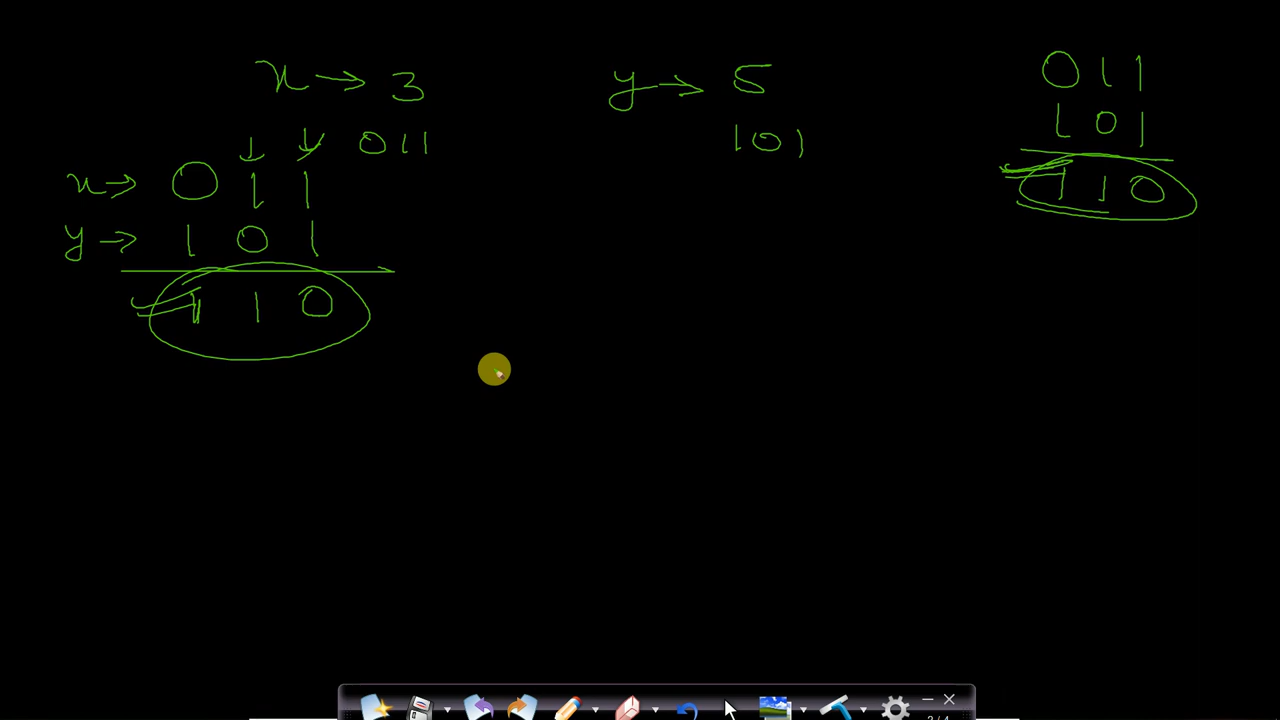 x → 3
y → 5
0 1 1
1 0 1
1 1 0
↓ ↓ 0 1 1
1 0 1
x → 0 1 1
y → 1 0 1
1 1 0